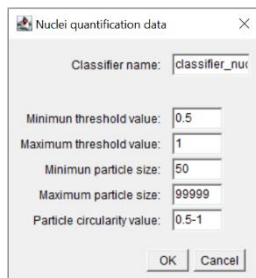 Nuclei quantification data
Classifier name: classifier_nuc
Minimun threshold value: 0.5
Maximum threshold value: 1
Minimun particle size: 50
Maximum particle size: 99999
Particle circularity value: 0.5-1
OK Cancel